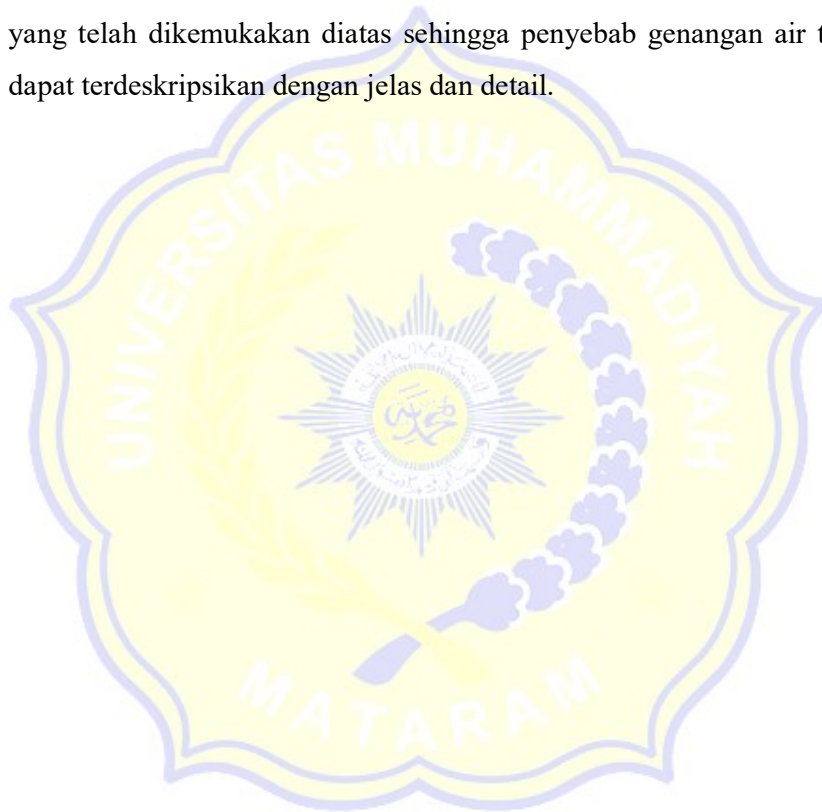 yang telah dikemukakan diatas sehingga penyebab genangan air
dapat terdeskripsikan dengan jelas dan detail.
UNIVERSITAS MUHAMMADIYAH
MATARAM